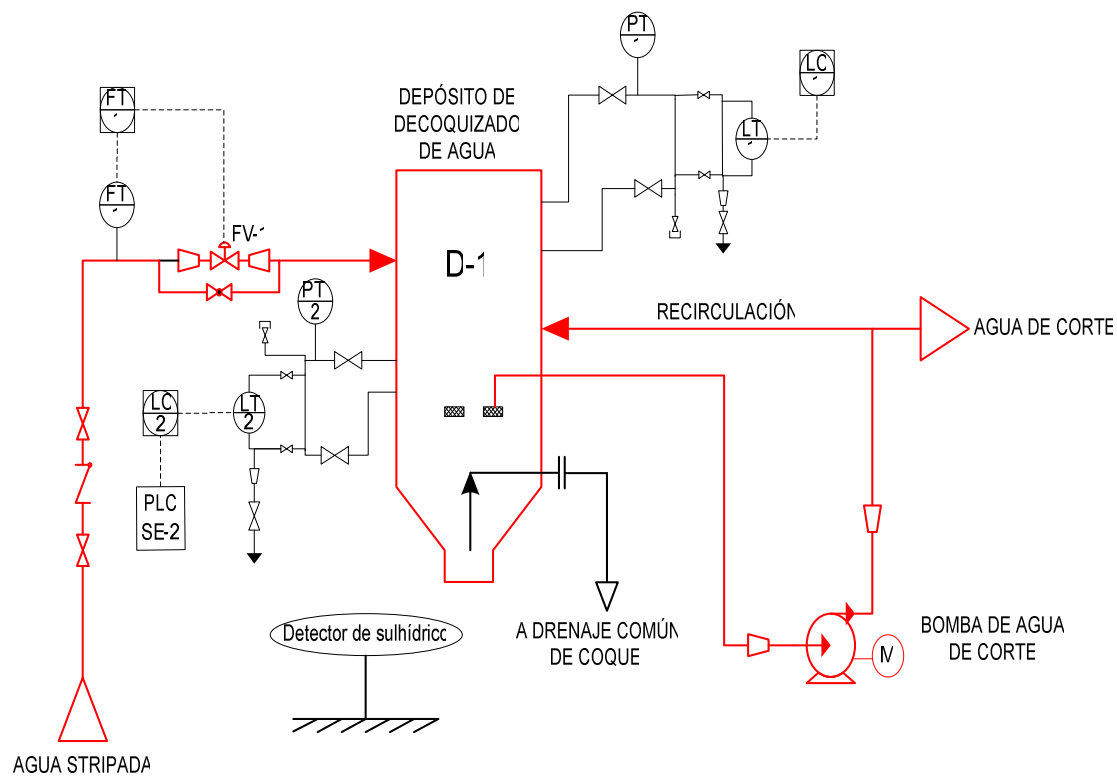 PT
LC
DEPÓSITO DE
DECOQUIZADO
DE AGUA
FT
LT
FT
FV-1
D-1
PT
2
RECIRCULACIÓN
AGUA DE CORTE
LC
2
LT
2
PLC
SE-2
A DRENAJE COMÚN
DE COQUE
Detector de sulhídrico
BOMBA DE AGUA
DE CORTE
IV
AGUA STRIPADA